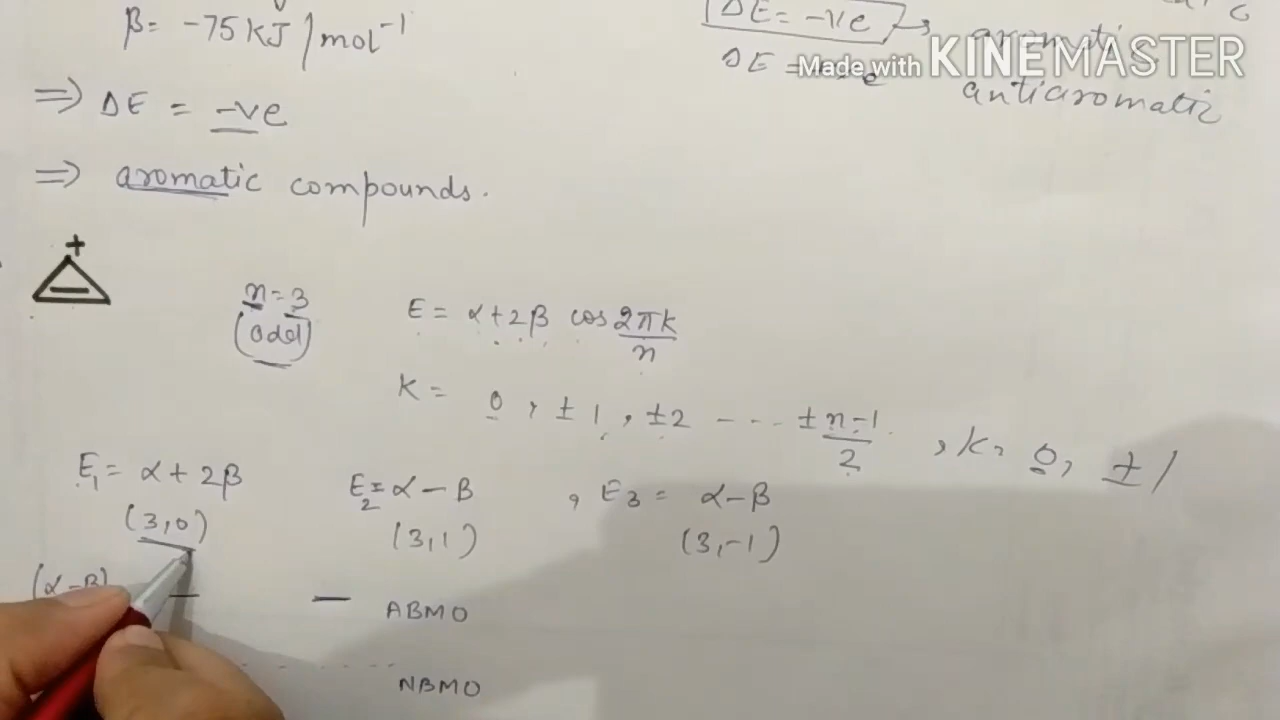 β = -75 kJ/mol⁻¹
ΔE = -ve → aromatic
ΔE =
Made with KINEMASTER
antiaromatic
⇒ ΔE = -ve
⇒ aromatic compounds.
+
n = 3
(odd)
E = α + 2β cos 2πk/n
K = 0, ±1, ±2 ---- ± n-1/2, k = 0, ±1
E₁ = α + 2β
(3,0)
E₂ = α - β
(3,1)
, E₃ = α - β
(3,-1)
(α-β)
ABMO
NBMO